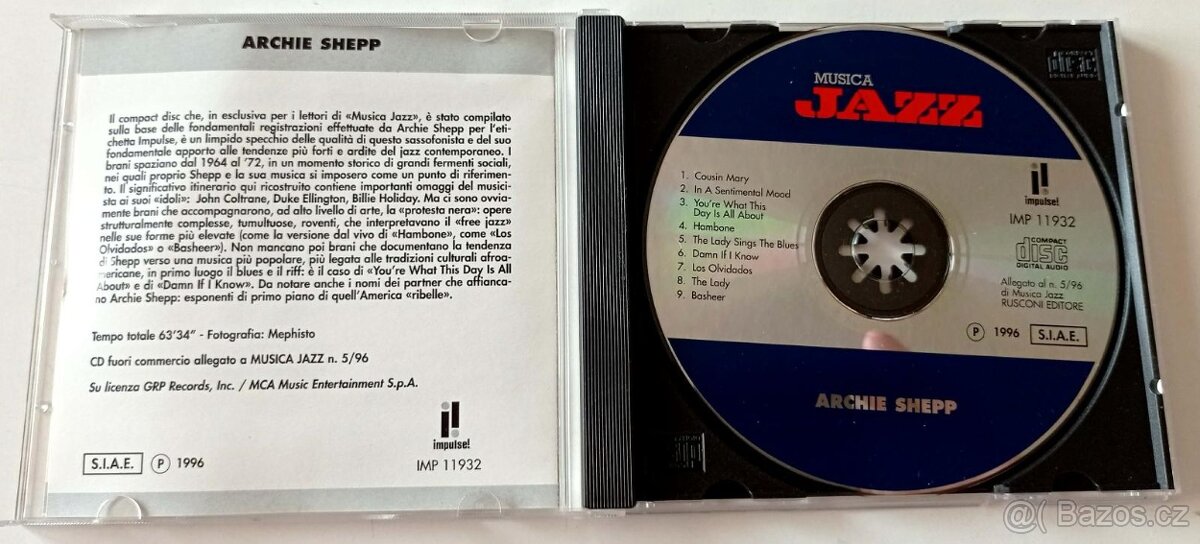 ARCHIE SHEPP
Il compact disc che, in esclusiva per i lettori di «Musica Jazz», è stato compilato
sulla base delle fondamentali registrazioni effettuate da Archie Shepp per l'eti-
chetta Impulse, è un limpido specchio delle qualità di questo sassofonista e del suo
fondamentale apporto alle tendenze più forti e ardite del jazz contemporaneo. I
brani spaziano dal 1964 al '72, in un momento storico di grandi fermenti sociali,
nei quali proprio Shepp e la sua musica si imposero come un punto di riferimen-
to. Il significativo itinerario qui ricostruito contiene importanti omaggi del musici-
sta ai suoi «idoli»: John Coltrane, Duke Ellington, Billie Holiday. Ma ci sono ovvia-
mente brani che accompagnarono, ad alto livello di arte, la «protesta nera»: opere
strutturalmente complesse, tumultuose, roventi, che interpretavano il «free jazz»
nelle sue forme più elevate (come la versione dal vivo di «Hambone», come «Los
Olvidados» o «Basheer»). Non mancano poi brani che documentano la tendenza
di Shepp verso una musica più popolare, più legata alle tradizioni culturali afroa-
mericane, in primo luogo il blues e il riff: è il caso di «You're What This Day Is All
About» e di «Damn If I Know». Da notare anche i nomi dei partner che affianca-
no Archie Shepp: esponenti di primo piano di quell'America «ribelle».
Tempo totale 63'34" - Fotografia: Mephisto
CD fuori commercio allegato a MUSICA JAZZ n. 5/96
Su licenza GRP Records, Inc. / MCA Music Entertainment S.p.A.
impulse!
S.I.A.E. Ⓟ 1996
IMP 11932
MUSICA
JAZZ
1. Cousin Mary
2. In A Sentimental Mood
3. You're What This
Day Is All About
4. Hambone
5. The Lady Sings The Blues
6. Damn If I Know
7. Los Olvidados
8. The Lady
9. Basheer
impulse!
IMP 11932
COMPACT
disc
DIGITAL AUDIO
Allegato al n. 5/96
di Musica Jazz
RUSCONI EDITORE
Ⓟ 1996 S.I.A.E.
ARCHIE SHEPP
COMPACT
disc
DIGITAL AUDIO
@( Bazos.cz